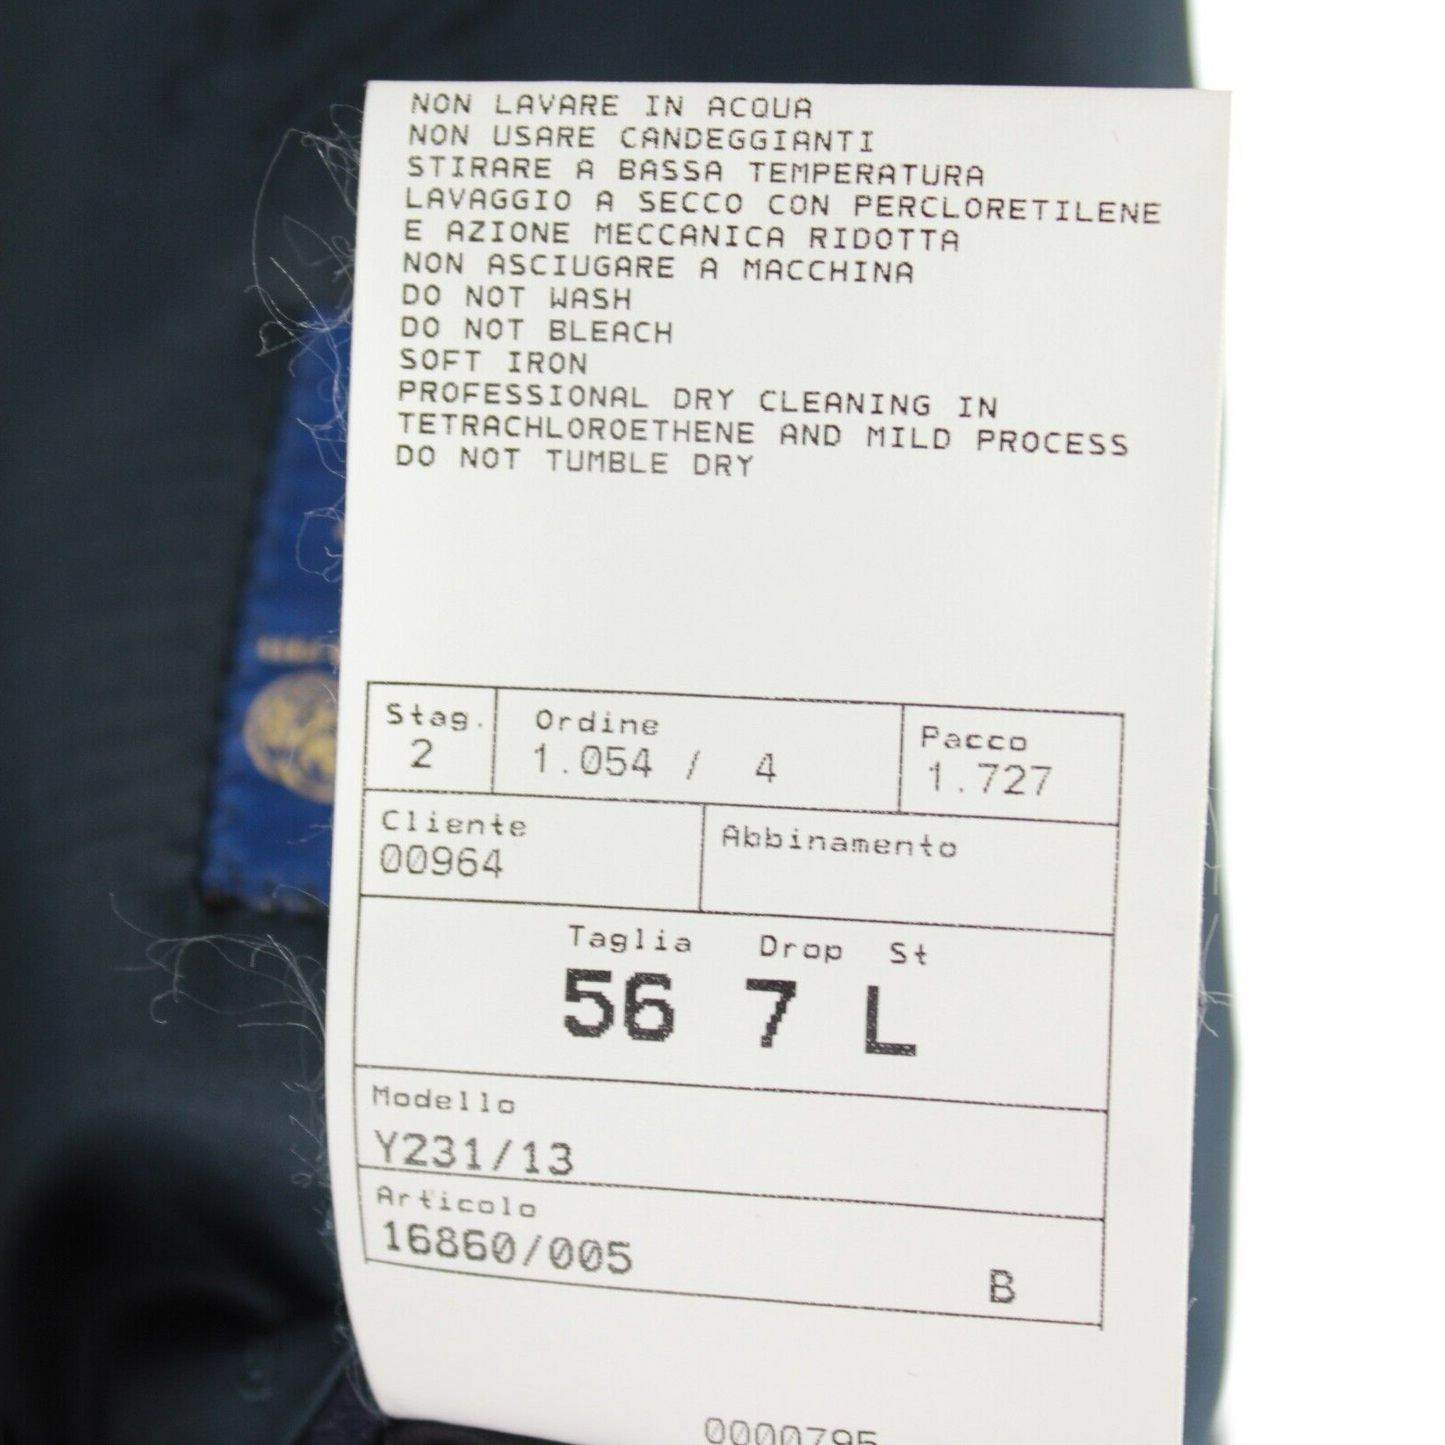 NON LAVARE IN ACQUA
NON USARE CANDEGGIANTI
STIRARE A BASSA TEMPERATURA
LAVAGGIO A SECCO CON PERCLORETILENE
E AZIONE MECCANICA RIDOTTA
NON ASCIUGARE A MACCHINA
DO NOT WASH
DO NOT BLEACH
SOFT IRON
PROFESSIONAL DRY CLEANING IN
TETRACHLOROETHENE AND MILD PROCESS
DO NOT TUMBLE DRY
Stag. Ordine Pacco
2 1.054 / 4 1.727
Cliente Abbinamento
00964
Taglia Drop St
56 7 L
Modello
Y231/13
Articolo
16860/005 B
0000795